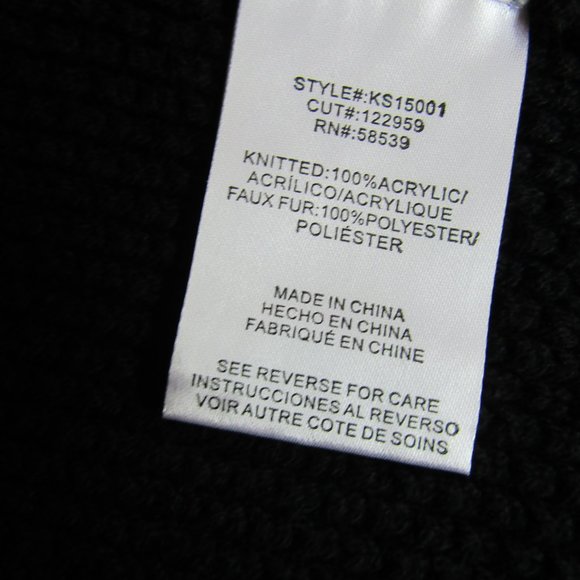 STYLE#:KS15001
CUT#:122959
RN#:58539
KNITTED:100%ACRYLIC/
ACRÍLICO/ACRYLIQUE
FAUX FUR:100%POLYESTER/
POLIÉSTER
MADE IN CHINA
HECHO EN CHINA
FABRIQUÉ EN CHINE
SEE REVERSE FOR CARE
INSTRUCCIONES AL REVERSO
VOIR AUTRE COTE DE SOINS